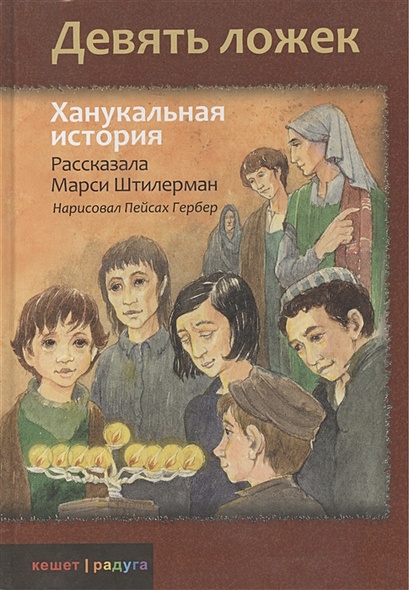 Девять ложек
Ханукальная
история
Рассказала
Марси Штилерман
Нарисовал Пейсах Гербер
кешет | радуга